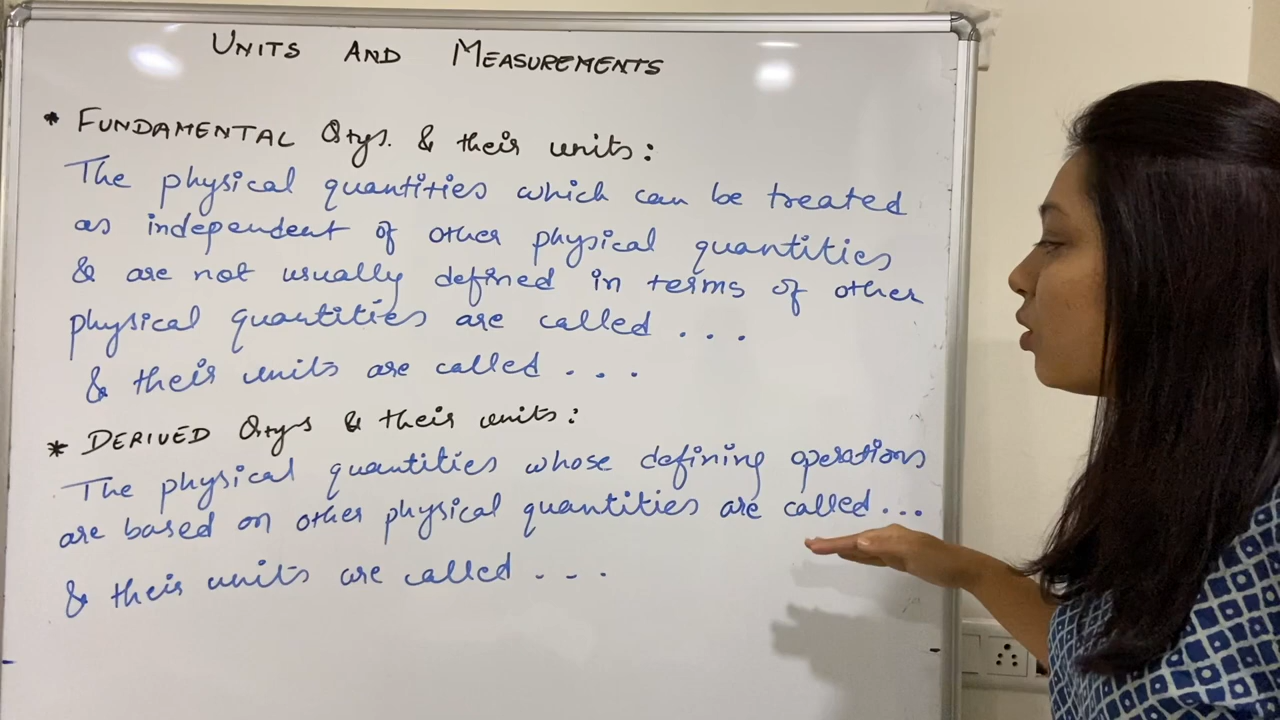 UNITS AND MEASUREMENTS
* FUNDAMENTAL Qtys. & their units:
The physical quantities which can be treated
as independent of other physical quantities
& are not usually defined in terms of other
physical quantities are called . . .
& their units are called . . .
* DERIVED Qtys & their units:
The physical quantities whose defining operations
are based on other physical quantities are called...
& their units are called . . .